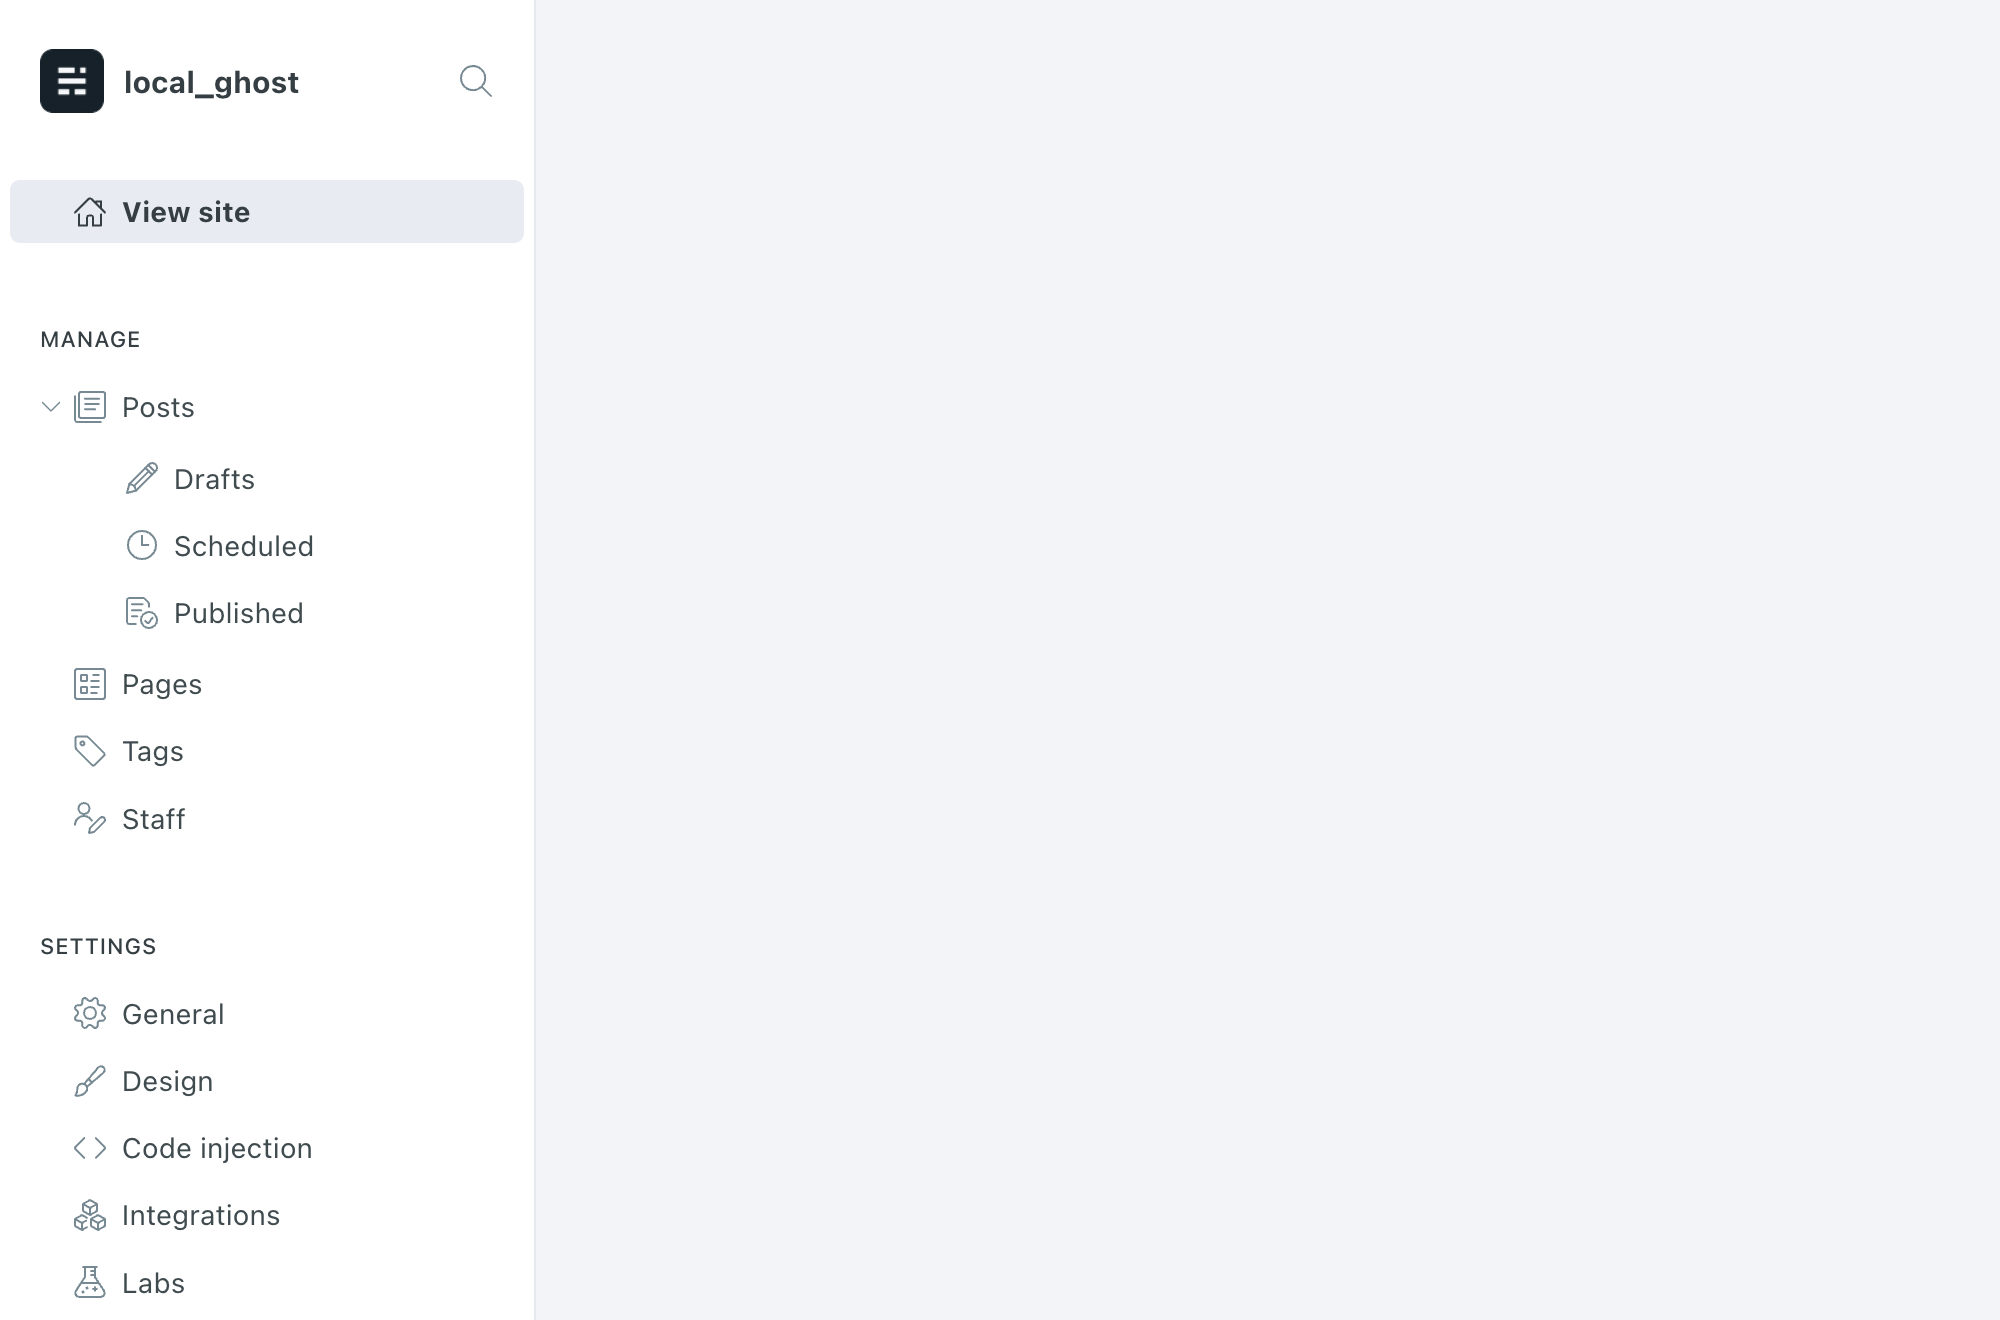 local_ghost
View site
MANAGE
Posts
Drafts
Scheduled
Published
Pages
Tags
Staff
SETTINGS
General
Design
Code injection
Integrations
Labs